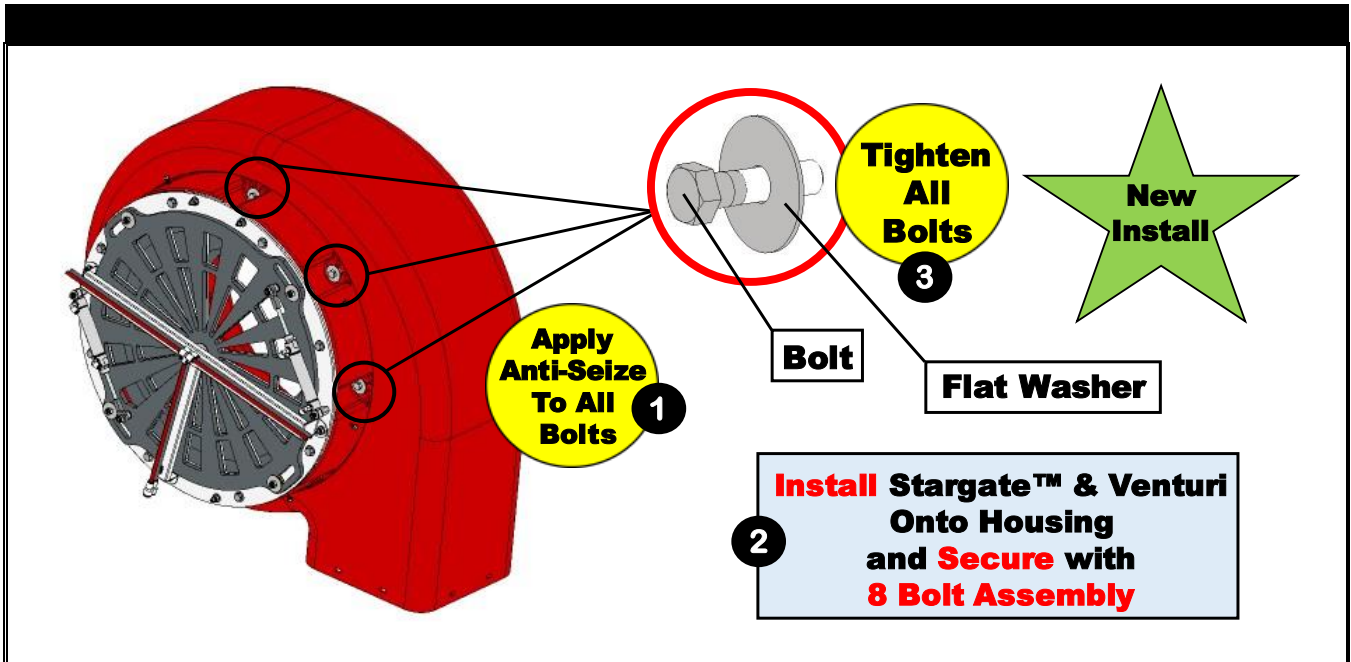 Tighten
All
Bolts
3
New
Install
Apply
Anti-Seize
To All
Bolts
1
Bolt
Flat Washer
2
Install Stargate™ & Venturi
Onto Housing
and Secure with
8 Bolt Assembly